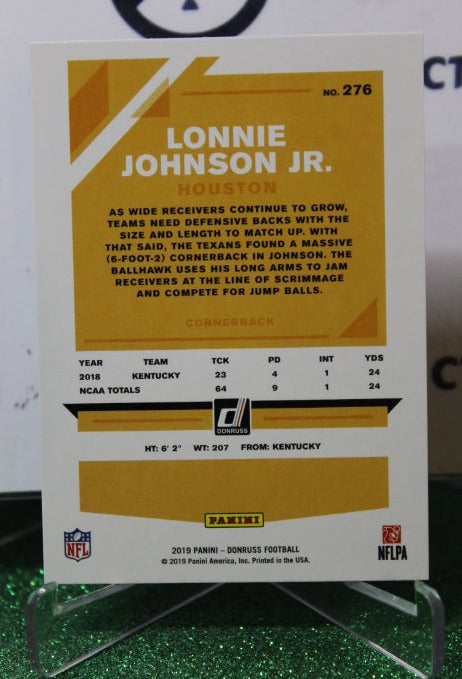 NO. 276
LONNIE
JOHNSON JR.
HOUSTON
AS WIDE RECEIVERS CONTINUE TO GROW,
TEAMS NEED DEFENSIVE BACKS WITH THE
SIZE AND LENGTH TO MATCH UP. WITH
THAT SAID, THE TEXANS FOUND A MASSIVE
(6-FOOT-2) CORNERBACK IN JOHNSON. THE
BALLHAWK USES HIS LONG ARMS TO JAM
RECEIVERS AT THE LINE OF SCRIMMAGE
AND COMPETE FOR JUMP BALLS.
CORNERBACK
YEAR TEAM TCK PD INT YDS
2018 KENTUCKY 23 4 1 24
NCAA TOTALS 64 9 1 24
DONRUSS
HT: 6' 2" WT: 207 FROM: KENTUCKY
PANINI
NFL
NFLPA
2019 PANINI – DONRUSS FOOTBALL
© 2019 Panini America, Inc. Printed in the USA.